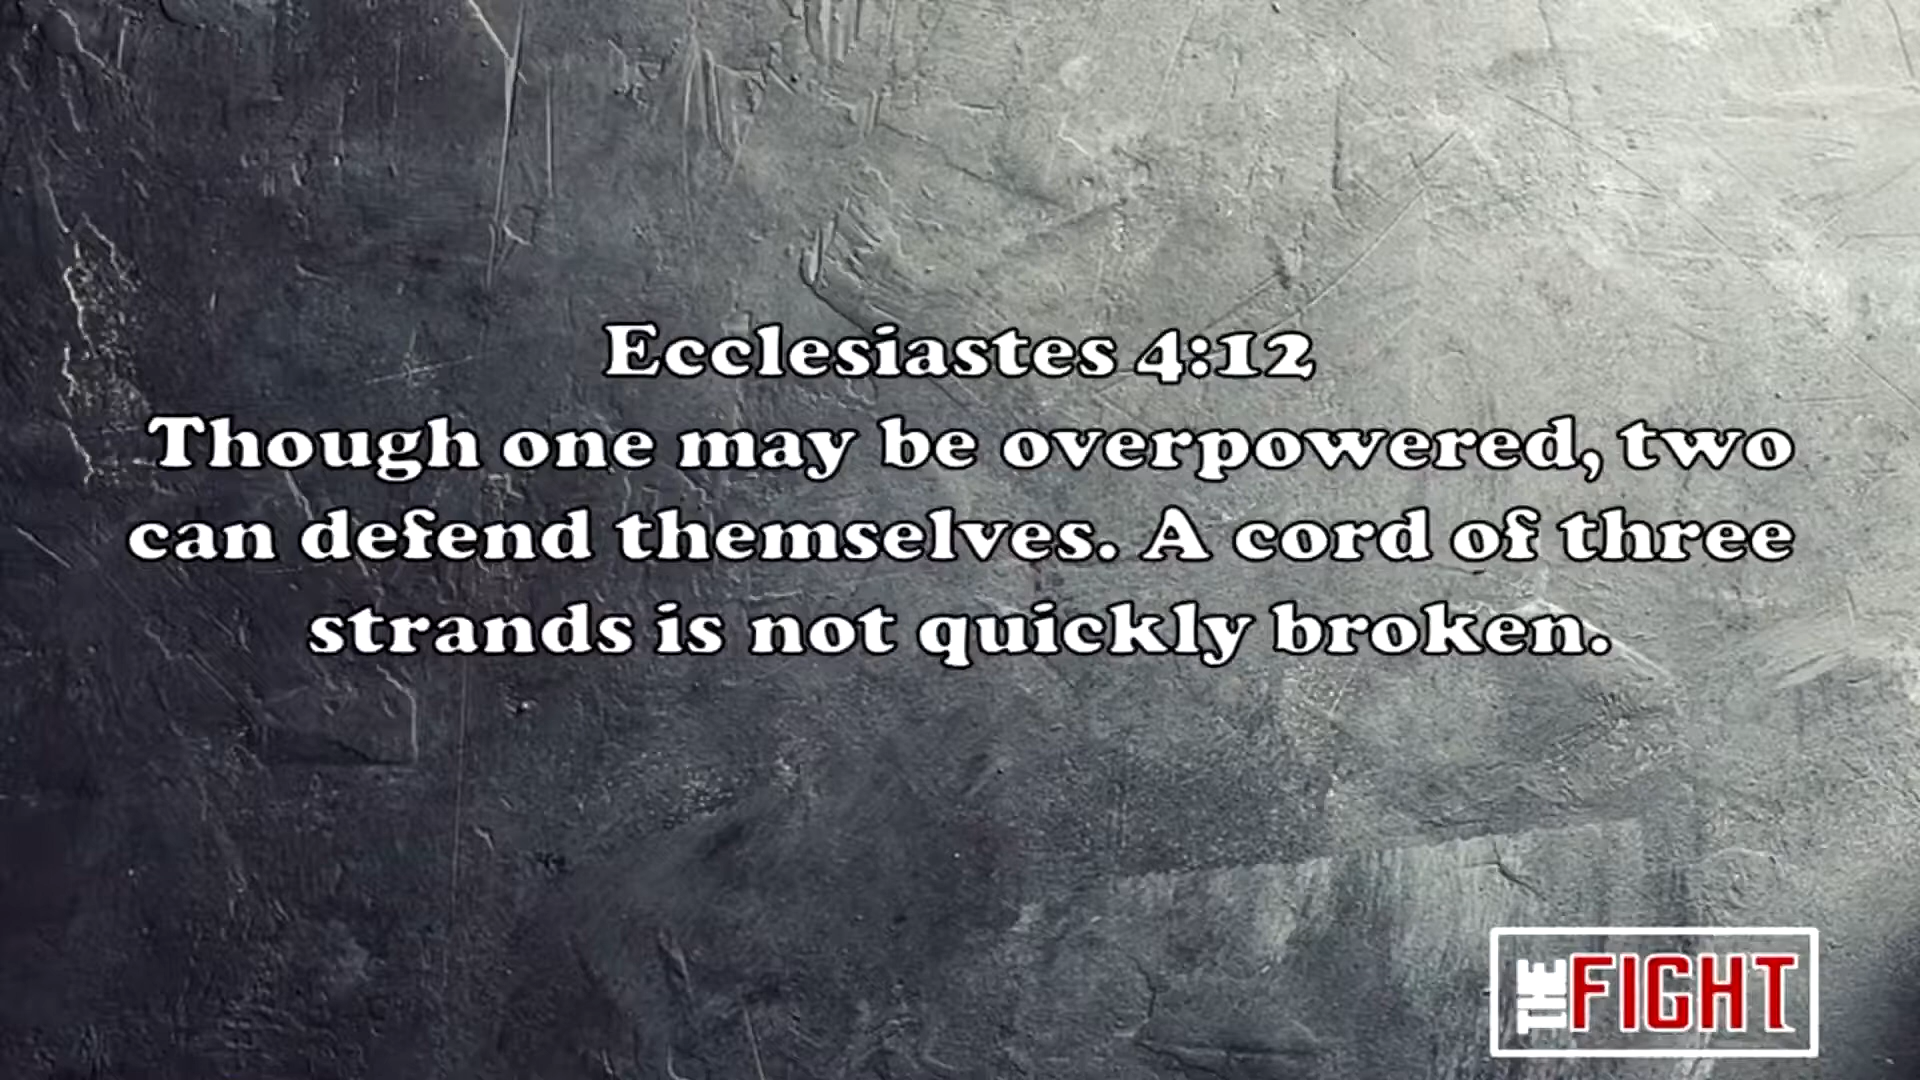 Ecclesiastes 4:12
Though one may be overpowered, two
can defend themselves. A cord of three
strands is not quickly broken.
THE FIGHT